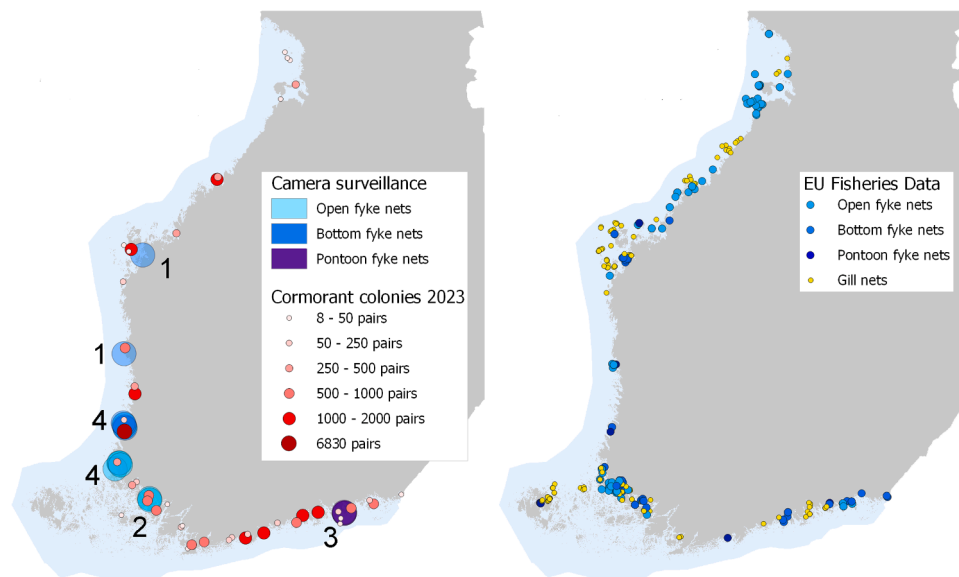 Camera surveillance
Open fyke nets
Bottom fyke nets
Pontoon fyke nets
Cormorant colonies 2023
8 - 50 pairs
50 - 250 pairs
250 - 500 pairs
500 - 1000 pairs
1000 - 2000 pairs
6830 pairs
1
1
4
4
2
3
EU Fisheries Data
Open fyke nets
Bottom fyke nets
Pontoon fyke nets
Gill nets